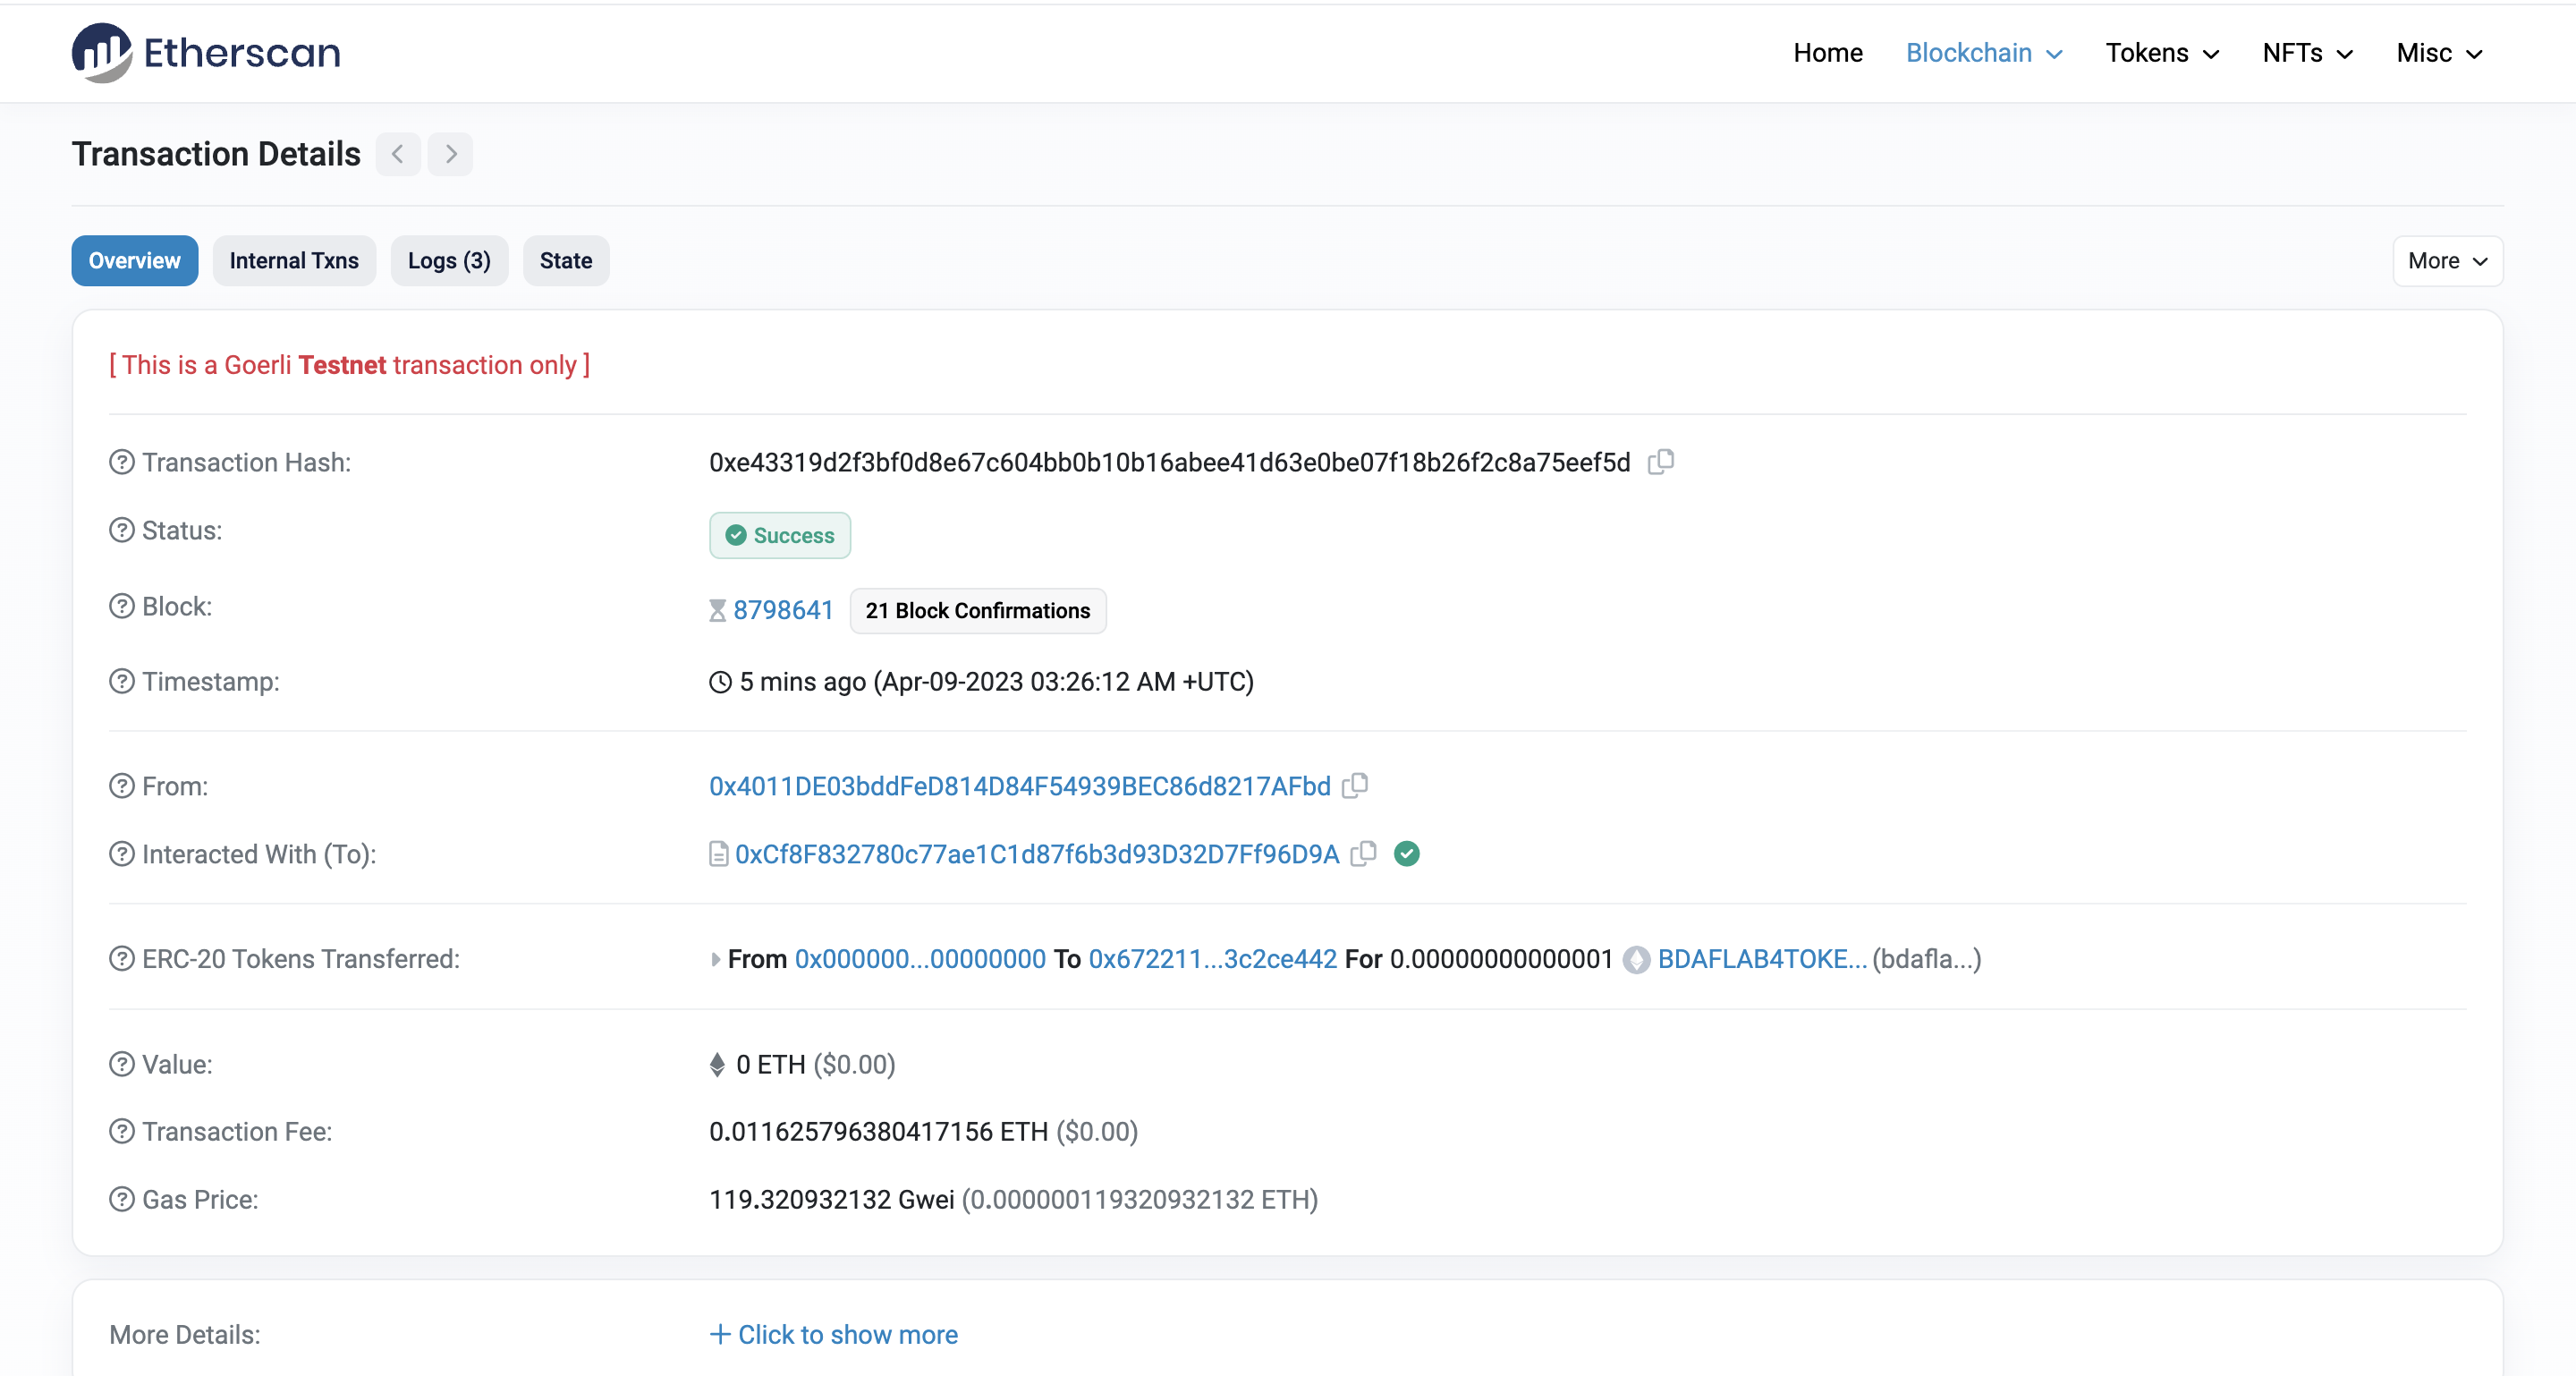 Etherscan
Home Blockchain Tokens NFTs Misc
Transaction Details
Overview Internal Txns Logs (3) State More
[ This is a Goerli Testnet transaction only ]
Transaction Hash: 0xe43319d2f3bf0d8e67c604bb0b10b16abee41d63e0be07f18b26f2c8a75eef5d
Status: Success
Block: 8798641 21 Block Confirmations
Timestamp: 5 mins ago (Apr-09-2023 03:26:12 AM +UTC)
From: 0x4011DE03bddFeD814D84F54939BEC86d8217AFbd
Interacted With (To): 0xCf8F832780c77ae1C1d87f6b3d93D32D7Ff96D9A
ERC-20 Tokens Transferred: From 0x000000...00000000 To 0x672211...3c2ce442 For 0.00000000000001 BDAFLAB4TOKE... (bdafla...)
Value: 0 ETH ($0.00)
Transaction Fee: 0.011625796380417156 ETH ($0.00)
Gas Price: 119.320932132 Gwei (0.000000119320932132 ETH)
More Details: Click to show more